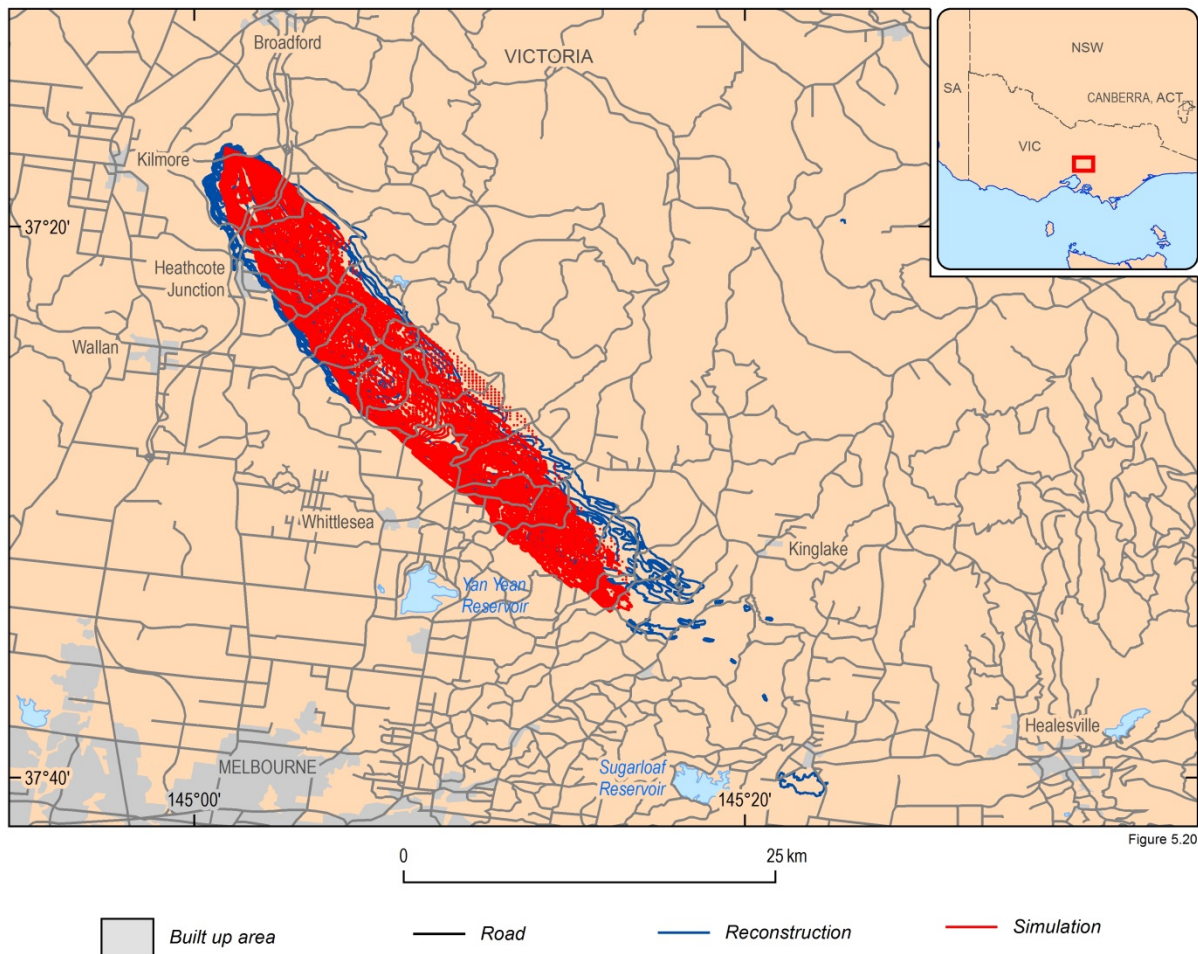 Broadford
VICTORIA
NSW
SA
CANBERRA, ACT
VIC
Kilmore
37°20'
Heathcote
Junction
Wallan
Whittlesea
Kinglake
Yan Yean
Reservoir
Healesville
MELBOURNE
Sugarloaf
Reservoir
37°40'
145°00'
145°20'
Figure 5.20
0
25 km
Built up area
Road
Reconstruction
Simulation